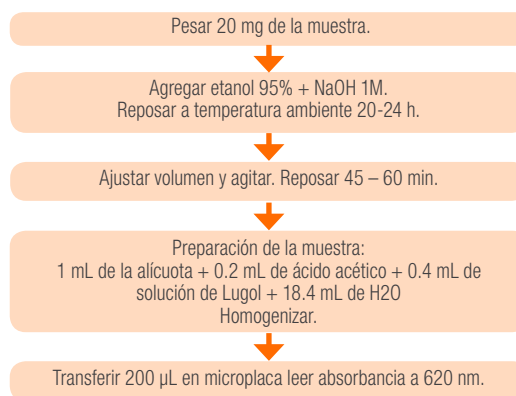 Pesar 20 mg de la muestra.
Agregar etanol 95% + NaOH 1M.
Reposar a temperatura ambiente 20-24 h.
Ajustar volumen y agitar. Reposar 45 – 60 min.
Preparación de la muestra:
1 mL de la alícuota + 0.2 mL de ácido acético + 0.4 mL de
solución de Lugol + 18.4 mL de H2O
Homogenizar.
Transferir 200 µL en microplaca leer absorbancia a 620 nm.